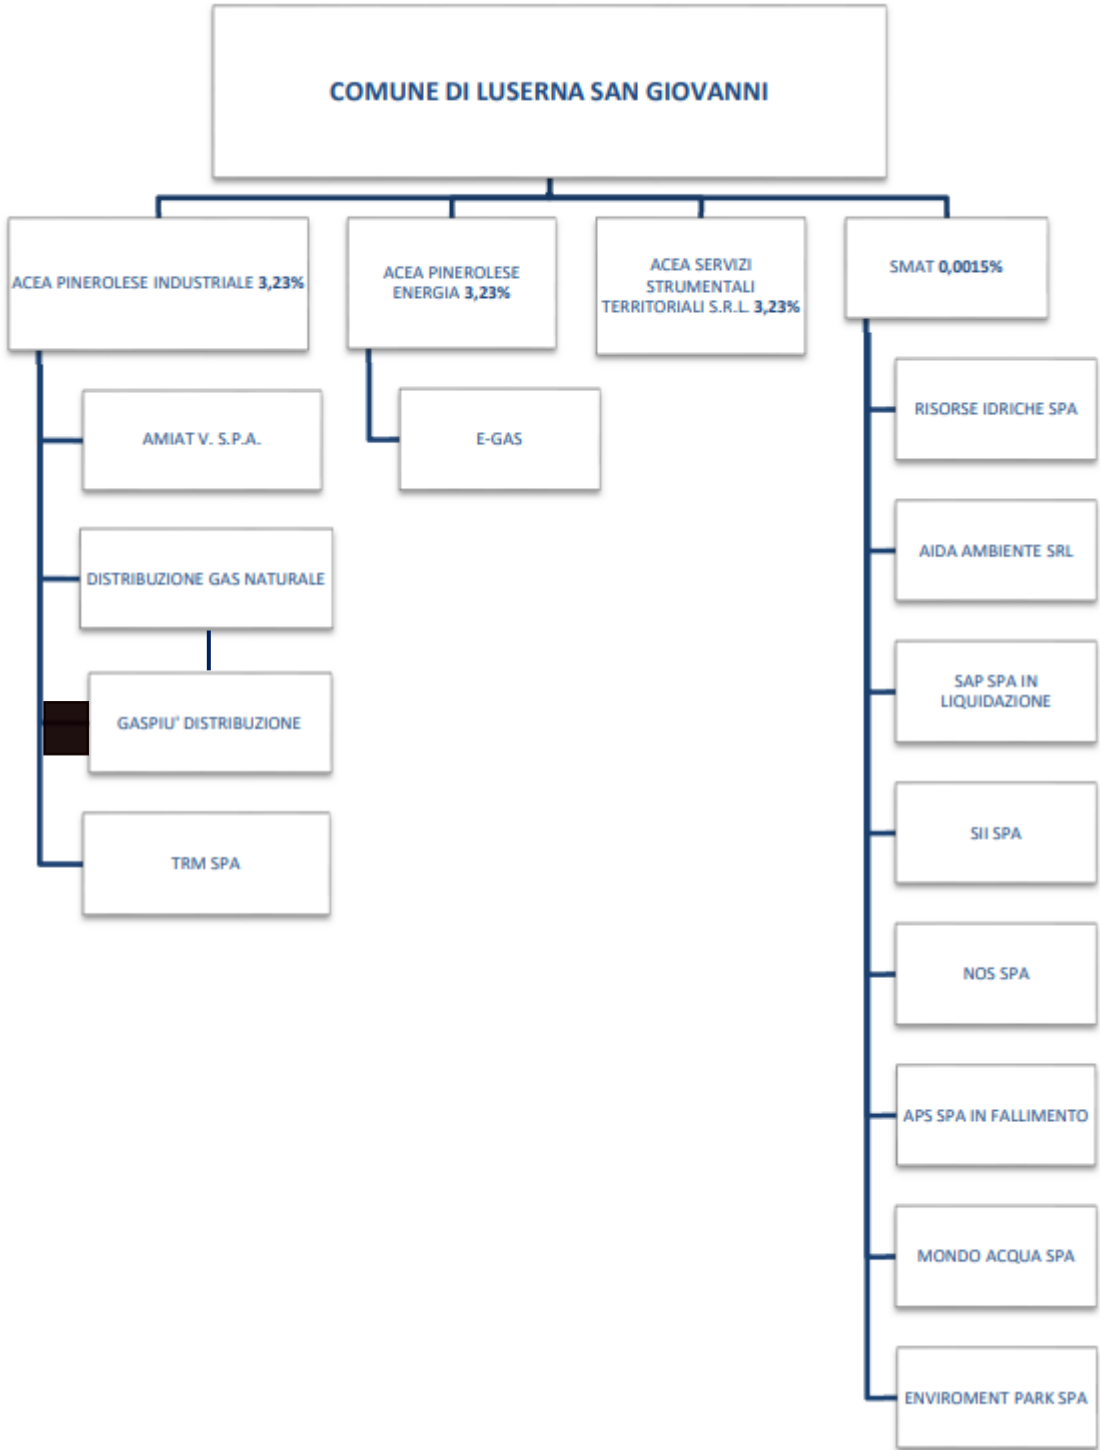 COMUNE DI LUSERNA SAN GIOVANNI
ACEA PINEROLESE INDUSTRIALE 3,23%
ACEA PINEROLESE
ENERGIA 3,23%
ACEA SERVIZI
STRUMENTALI
TERRITORIALI S.R.L. 3,23%
SMAT 0,0015%
AMIAT V. S.P.A.
DISTRIBUZIONE GAS NATURALE
GASPIU' DISTRIBUZIONE
TRM SPA
E-GAS
RISORSE IDRICHE SPA
AIDA AMBIENTE SRL
SAP SPA IN
LIQUIDAZIONE
SII SPA
NOS SPA
APS SPA IN FALLIMENTO
MONDO ACQUA SPA
ENVIROMENT PARK SPA